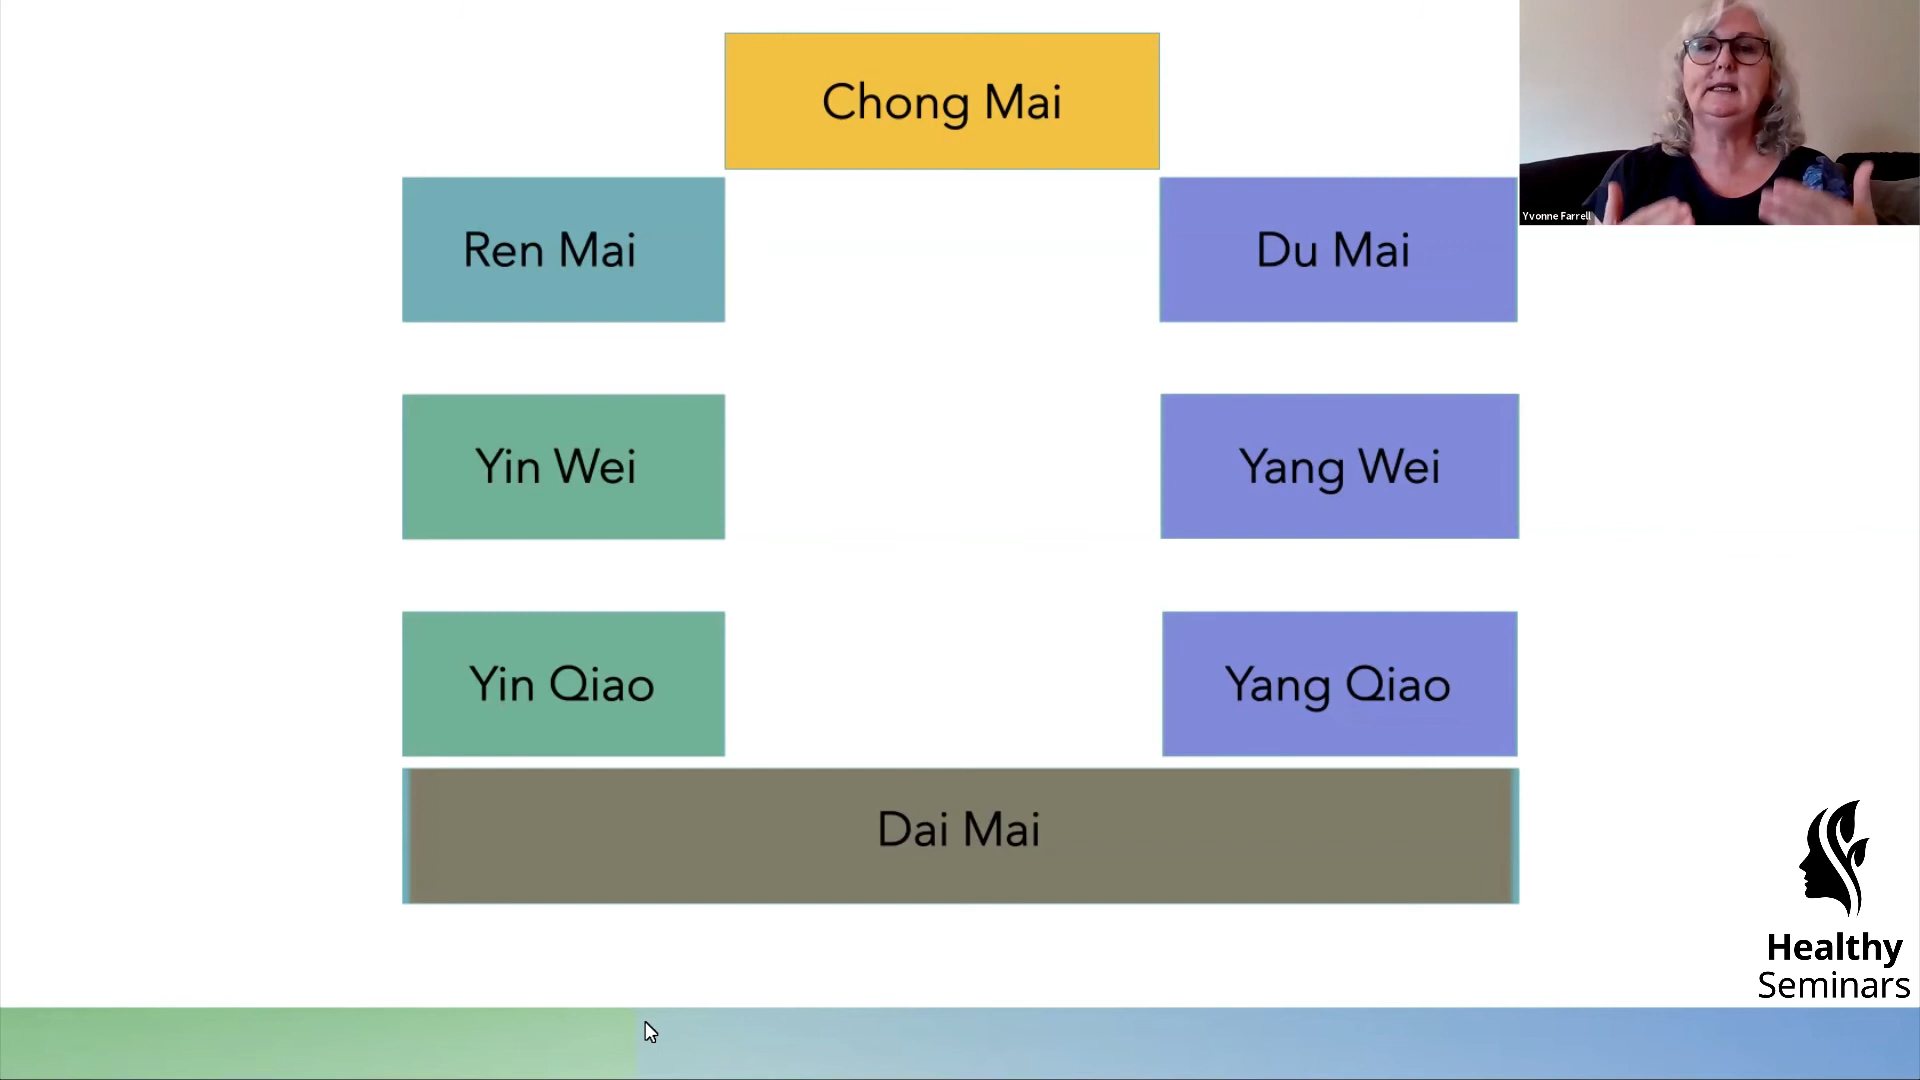 Chong Mai
Yvonne Farrell
Ren Mai
Du Mai
Yin Wei
Yang Wei
Yin Qiao
Yang Qiao
Dai Mai
Healthy
Seminars